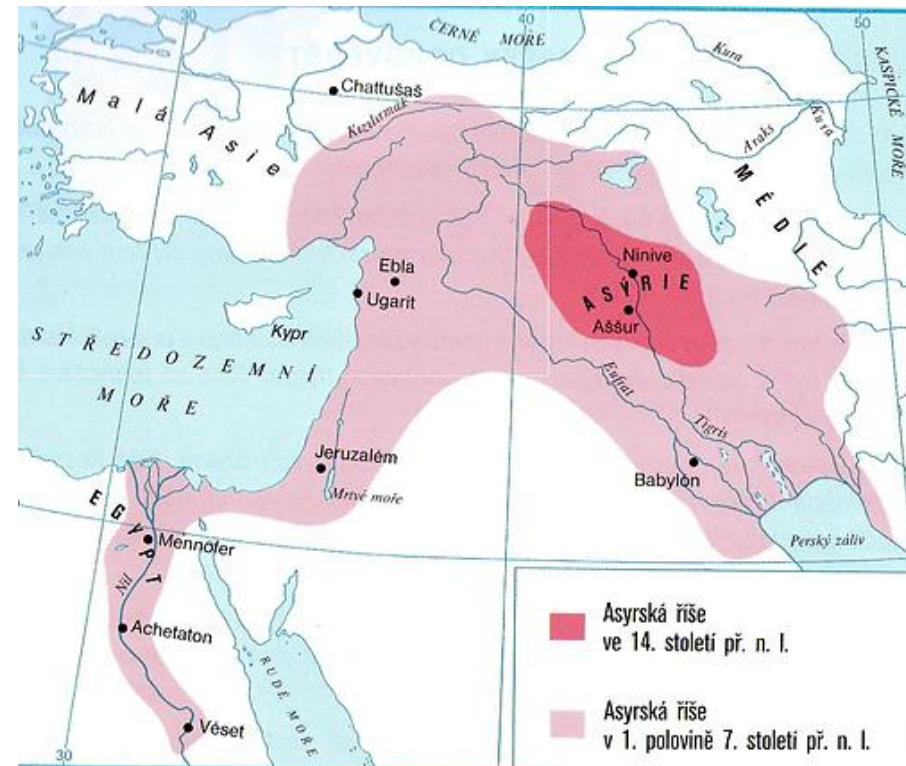 30
40
50
ČERNÉ MOŘE
Kura
KASPICKÉ MOŘE
Chattušaš
Malá Asie
Kızılırmak
Araks
Kura
MÉDIE
Ninive
Ebla
ASÝRIE
Ugarit
Aššur
Kypr
STŘEDOZEMNÍ
MOŘE
Eufrat
Tigris
Jeruzalém
Babylón
Mrtvé moře
EGYPT
Mennofer
Perský záliv
Nil
Achetaton
RUDÉ MOŘE
Véset
30
Asyrská říše
ve 14. století př. n. l.
Asyrská říše
v 1. polovině 7. století př. n. l.